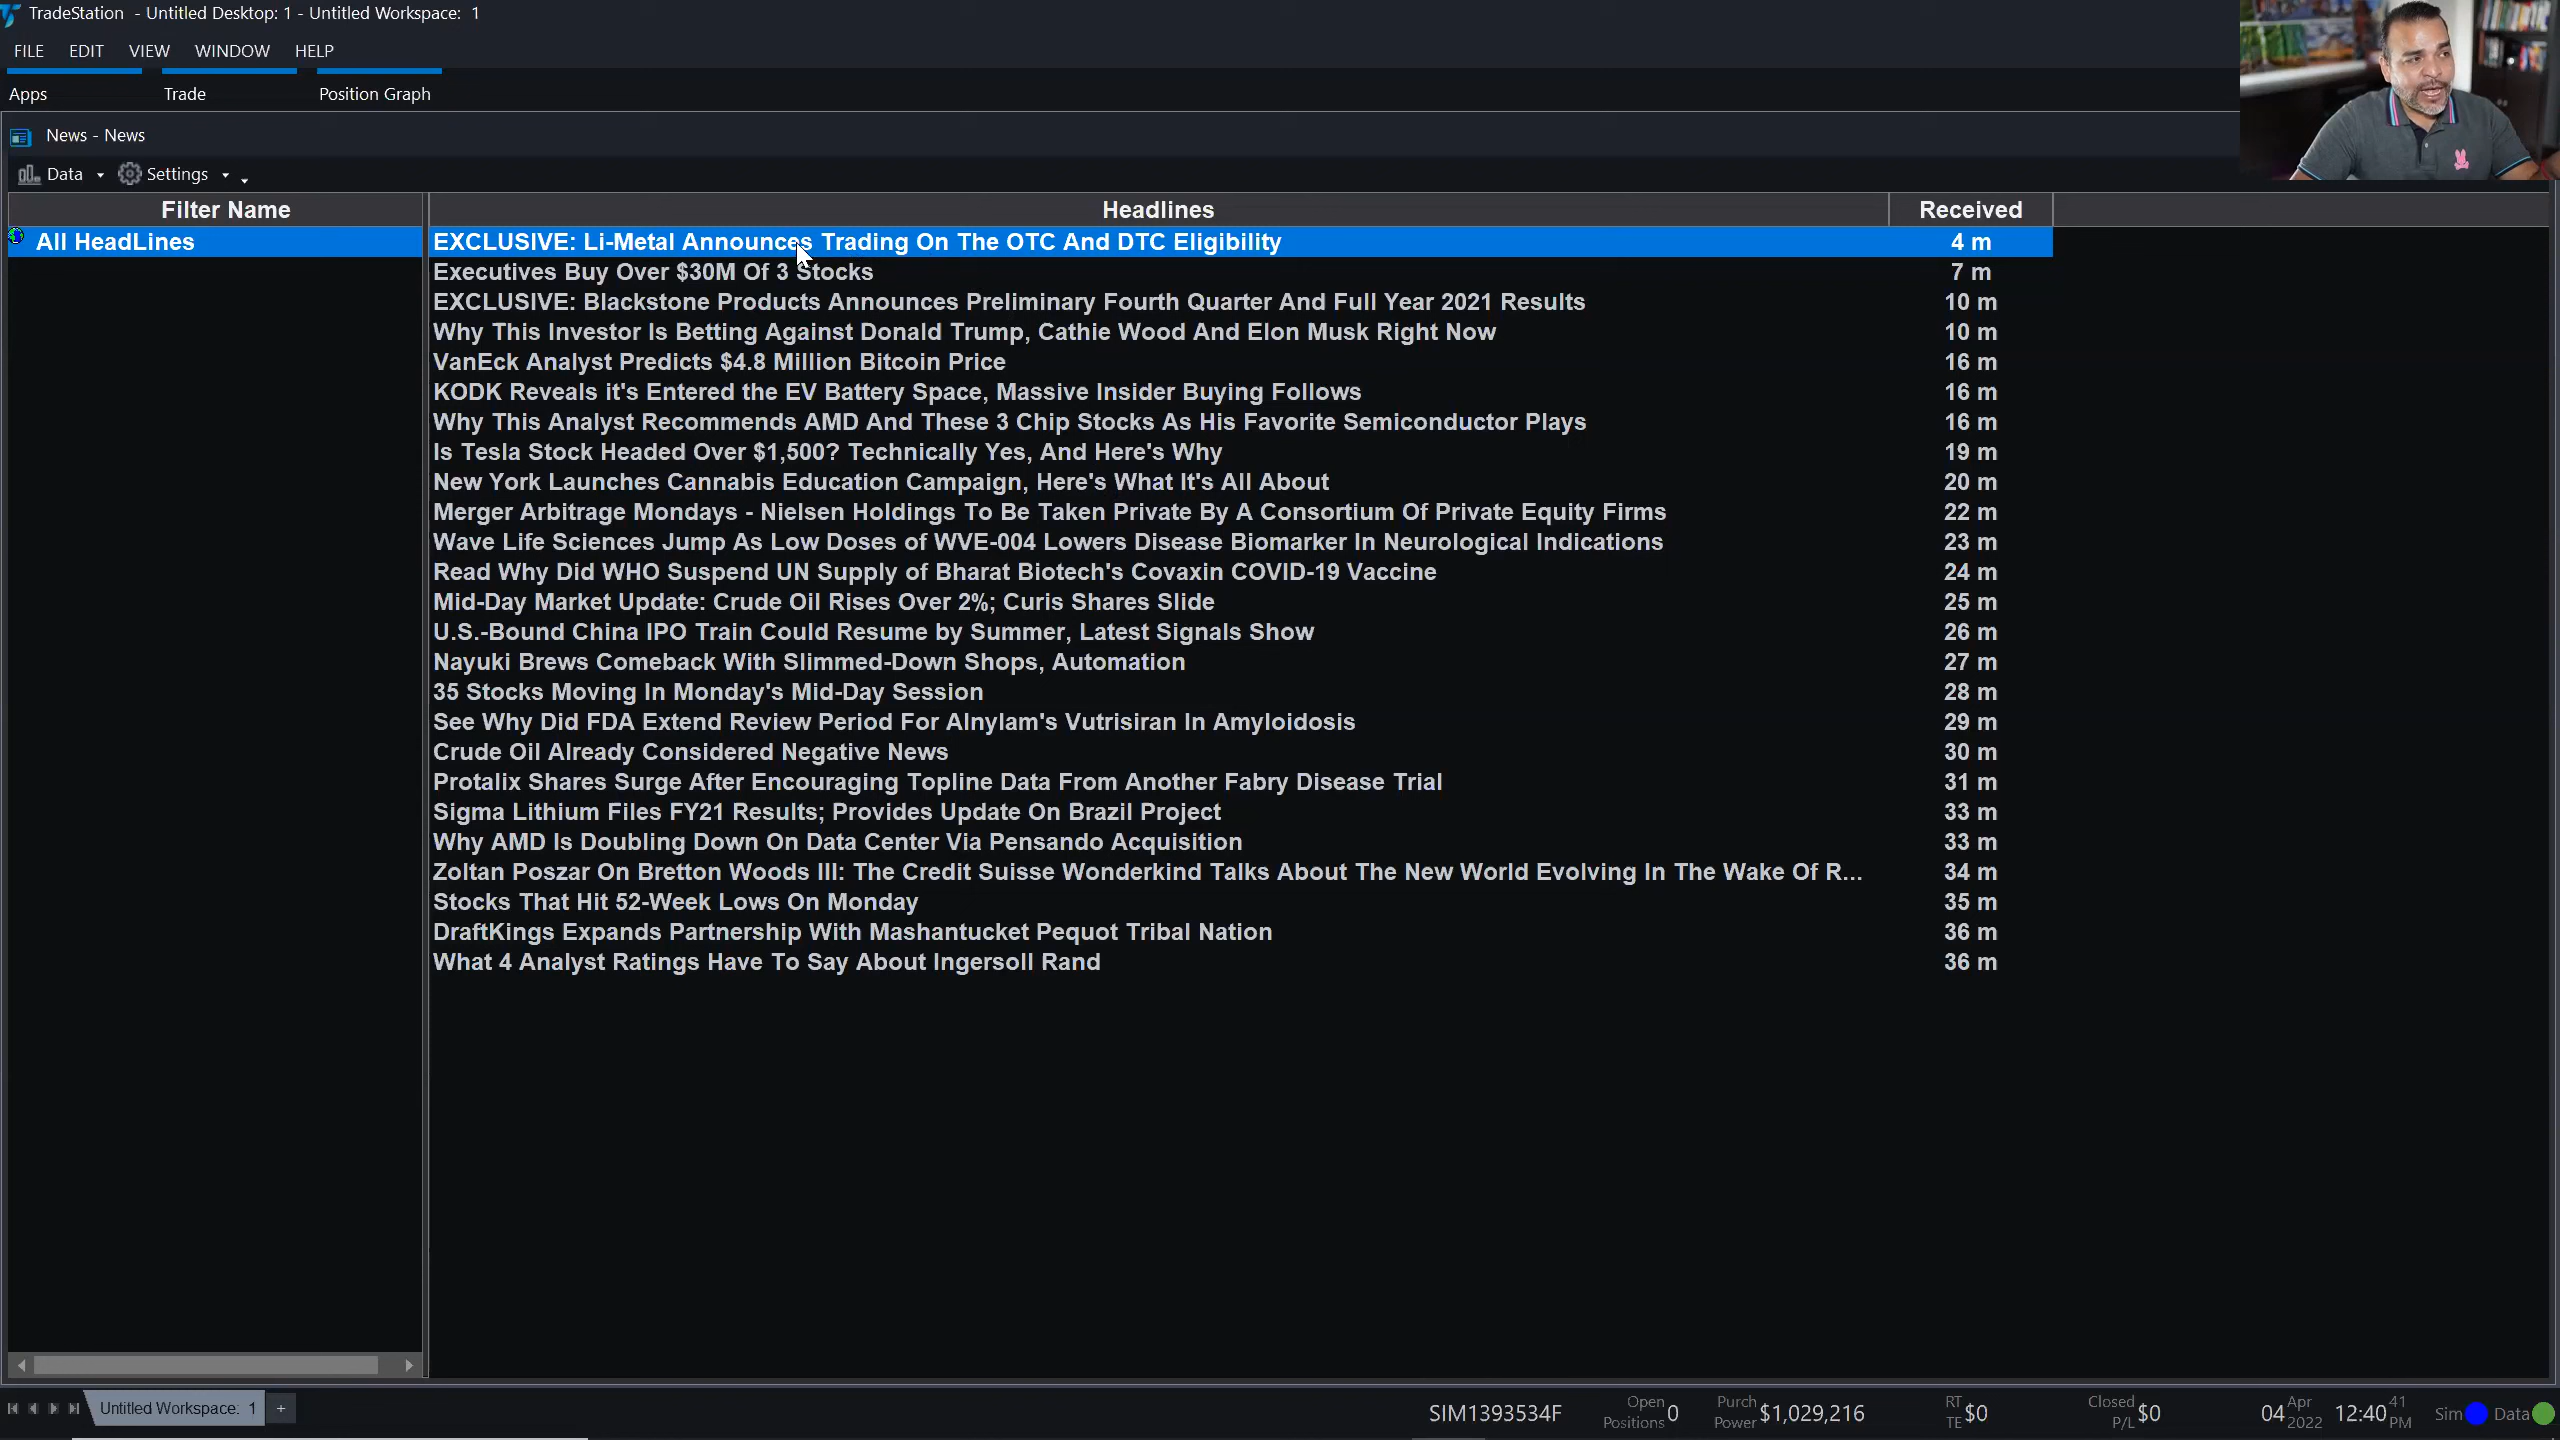 TradeStation - Untitled Desktop: 1 - Untitled Workspace: 1
FILE EDIT VIEW WINDOW HELP
Apps Trade Position Graph
News - News
Data Settings
Filter Name Headlines Received
All HeadLines EXCLUSIVE: Li-Metal Announces Trading On The OTC And DTC Eligibility 4 m
Executives Buy Over $30M Of 3 Stocks 7 m
EXCLUSIVE: Blackstone Products Announces Preliminary Fourth Quarter And Full Year 2021 Results 10 m
Why This Investor Is Betting Against Donald Trump, Cathie Wood And Elon Musk Right Now 10 m
VanEck Analyst Predicts $4.8 Million Bitcoin Price 16 m
KODK Reveals it's Entered the EV Battery Space, Massive Insider Buying Follows 16 m
Why This Analyst Recommends AMD And These 3 Chip Stocks As His Favorite Semiconductor Plays 16 m
Is Tesla Stock Headed Over $1,500? Technically Yes, And Here's Why 19 m
New York Launches Cannabis Education Campaign, Here's What It's All About 20 m
Merger Arbitrage Mondays - Nielsen Holdings To Be Taken Private By A Consortium Of Private Equity Firms 22 m
Wave Life Sciences Jump As Low Doses of WVE-004 Lowers Disease Biomarker In Neurological Indications 23 m
Read Why Did WHO Suspend UN Supply of Bharat Biotech's Covaxin COVID-19 Vaccine 24 m
Mid-Day Market Update: Crude Oil Rises Over 2%; Curis Shares Slide 25 m
U.S.-Bound China IPO Train Could Resume by Summer, Latest Signals Show 26 m
Nayuki Brews Comeback With Slimmed-Down Shops, Automation 27 m
35 Stocks Moving In Monday's Mid-Day Session 28 m
See Why Did FDA Extend Review Period For Alnylam's Vutrisiran In Amyloidosis 29 m
Crude Oil Already Considered Negative News 30 m
Protalix Shares Surge After Encouraging Topline Data From Another Fabry Disease Trial 31 m
Sigma Lithium Files FY21 Results; Provides Update On Brazil Project 33 m
Why AMD Is Doubling Down On Data Center Via Pensando Acquisition 33 m
Zoltan Poszar On Bretton Woods III: The Credit Suisse Wonderkind Talks About The New World Evolving In The Wake Of R... 34 m
Stocks That Hit 52-Week Lows On Monday 35 m
DraftKings Expands Partnership With Mashantucket Pequot Tribal Nation 36 m
What 4 Analyst Ratings Have To Say About Ingersoll Rand 36 m
Untitled Workspace: 1 + SIM1393534F Open Positions 0 Purch Power $1,029,216 RT TE $0 Closed P/L $0 04 Apr 2022 12:40 41 PM Sim Data